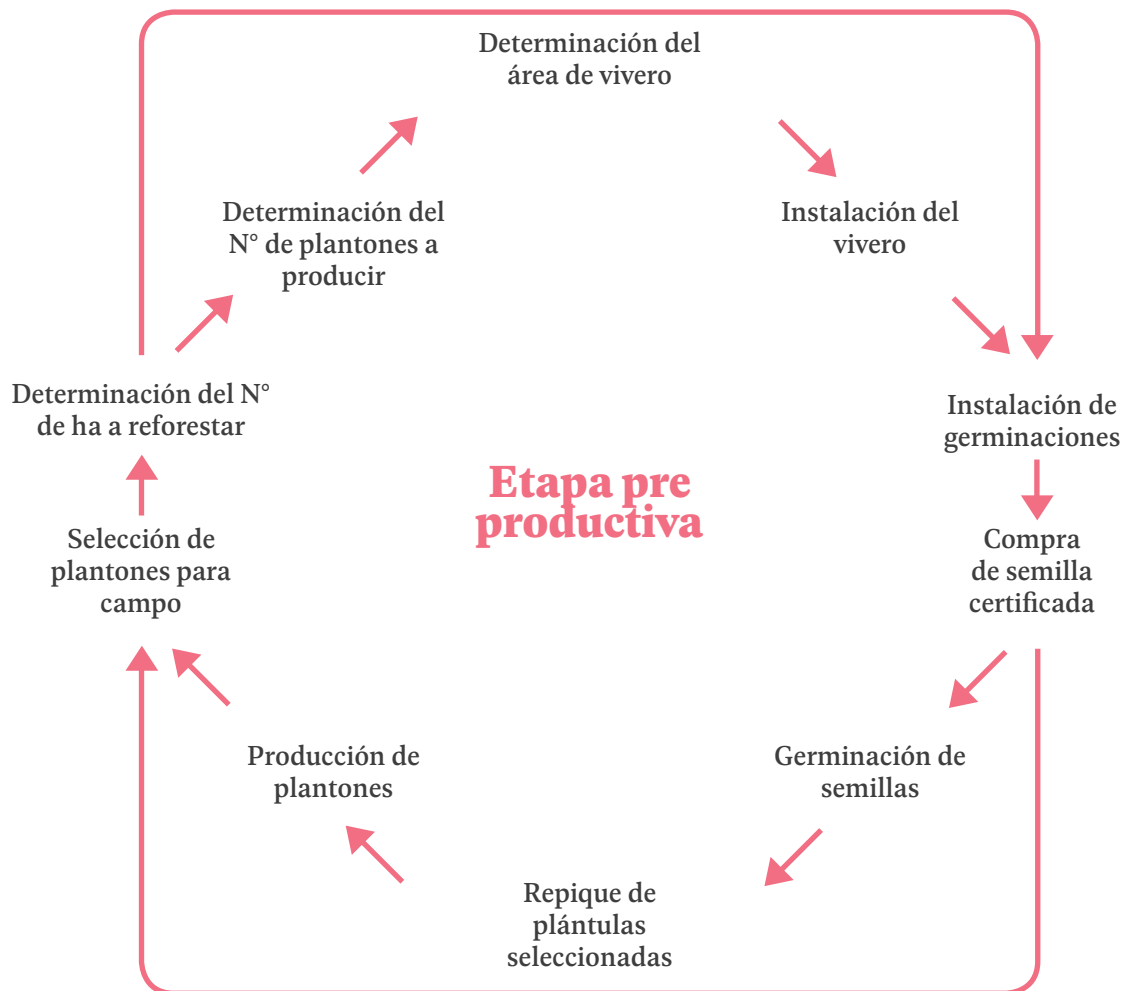 Determinación del
área de vivero
Determinación del
N° de plantones a
producir
Instalación del
vivero
Determinación del N°
de ha a reforestar
Instalación de
germinaciones
Etapa pre
productiva
Selección de
plantones para
campo
Compra
de semilla
certificada
Producción de
plantones
Germinación de
semillas
Repique de
plántulas
seleccionadas